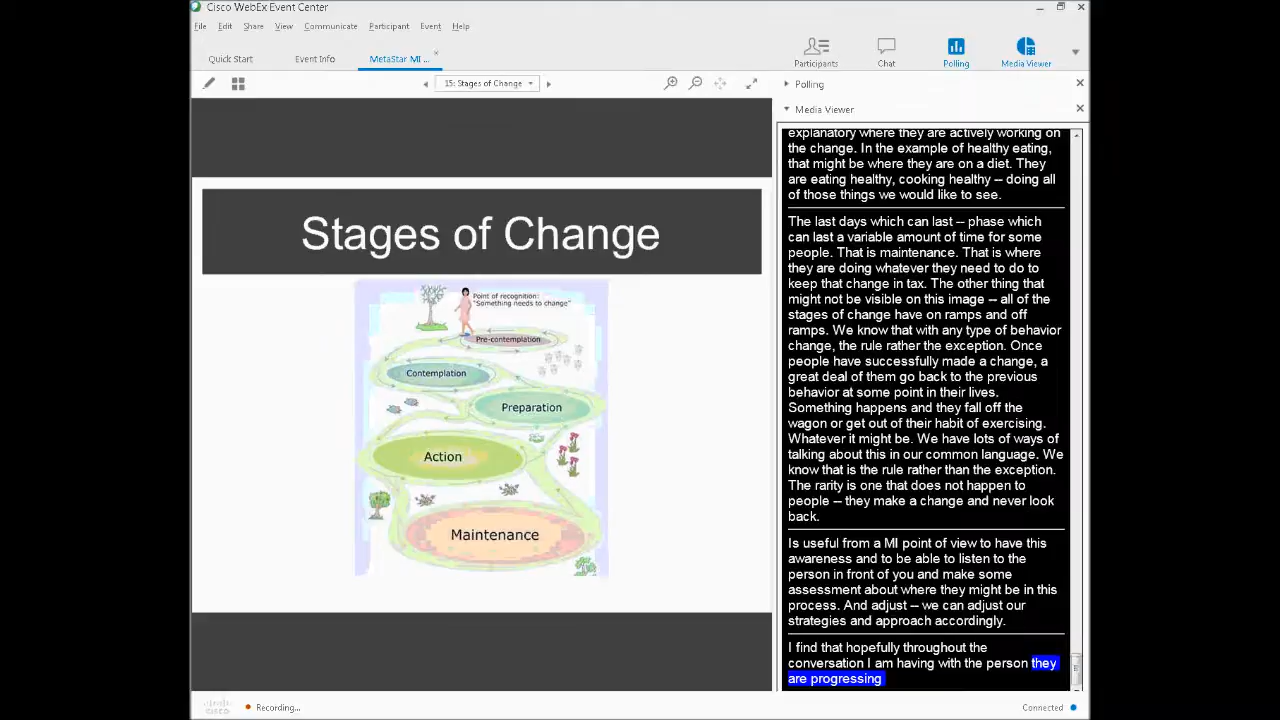 Cisco WebEx Event Center
File Edit Share View Communicate Participant Event Help
Quick Start Event Info MetaStar MI ...
Participants Chat Polling Media Viewer
15: Stages of Change
Polling
Media Viewer
Stages of Change
Point of recognition:
"Something needs to change"
Pre-contemplation
Contemplation
Preparation
Action
Maintenance
explanatory where they are actively working on
the change. In the example of healthy eating,
that might be where they are on a diet. They
are eating healthy, cooking healthy -- doing all
of those things we would like to see.
The last days which can last -- phase which
can last a variable amount of time for some
people. That is maintenance. That is where
they are doing whatever they need to do to
keep that change in tax. The other thing that
might not be visible on this image -- all of the
stages of change have on ramps and off
ramps. We know that with any type of behavior
change, the rule rather the exception. Once
people have successfully made a change, a
great deal of them go back to the previous
behavior at some point in their lives.
Something happens and they fall off the
wagon or get out of their habit of exercising.
Whatever it might be. We have lots of ways of
talking about this in our common language. We
know that is the rule rather than the exception.
The rarity is one that does not happen to
people -- they make a change and never look
back.
Is useful from a MI point of view to have this
awareness and to be able to listen to the
person in front of you and make some
assessment about where they might be in this
process. And adjust -- we can adjust our
strategies and approach accordingly.
I find that hopefully throughout the
conversation I am having with the person they
are progressing
cisco
Recording...
Connected